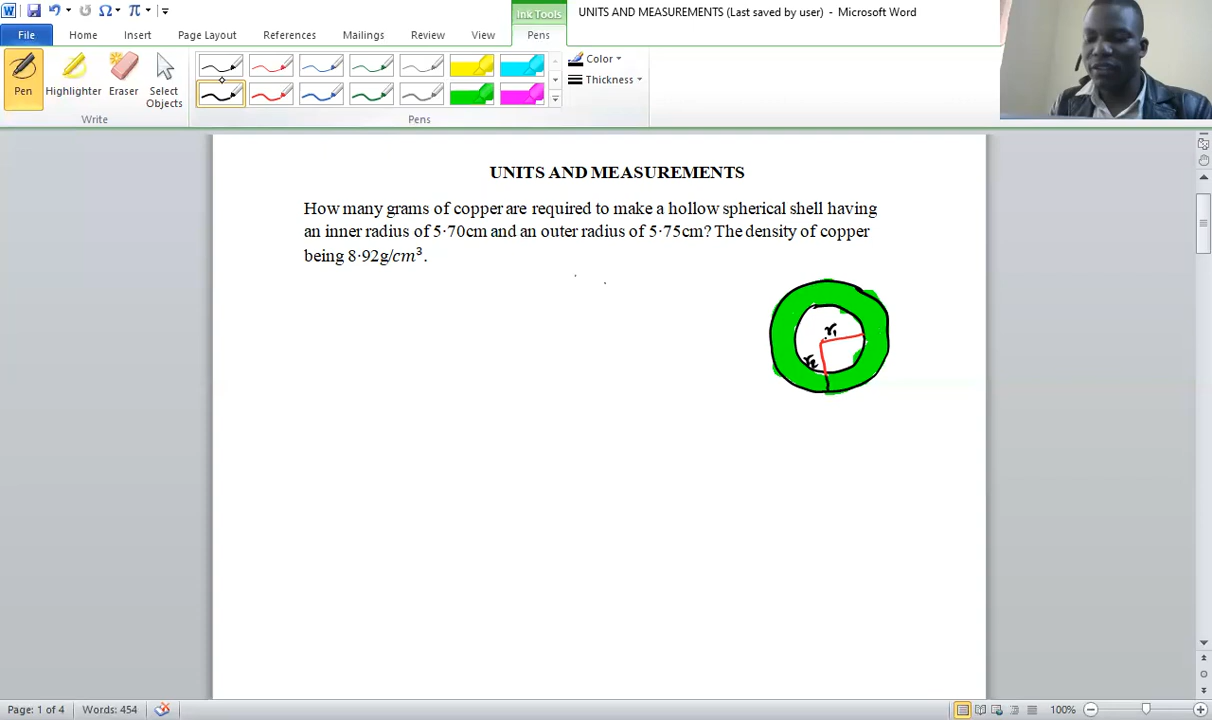 UNITS AND MEASUREMENTS (Last saved by user) - Microsoft Word
Ink Tools
File Home Insert Page Layout References Mailings Review View Pens
Pen Highlighter Eraser Select Objects
Color
Thickness
Write Pens
UNITS AND MEASUREMENTS
How many grams of copper are required to make a hollow spherical shell having
an inner radius of 5·70cm and an outer radius of 5·75cm? The density of copper
being 8·92g/cm³.
r₁
r₂
Page: 1 of 4 Words: 454 100%